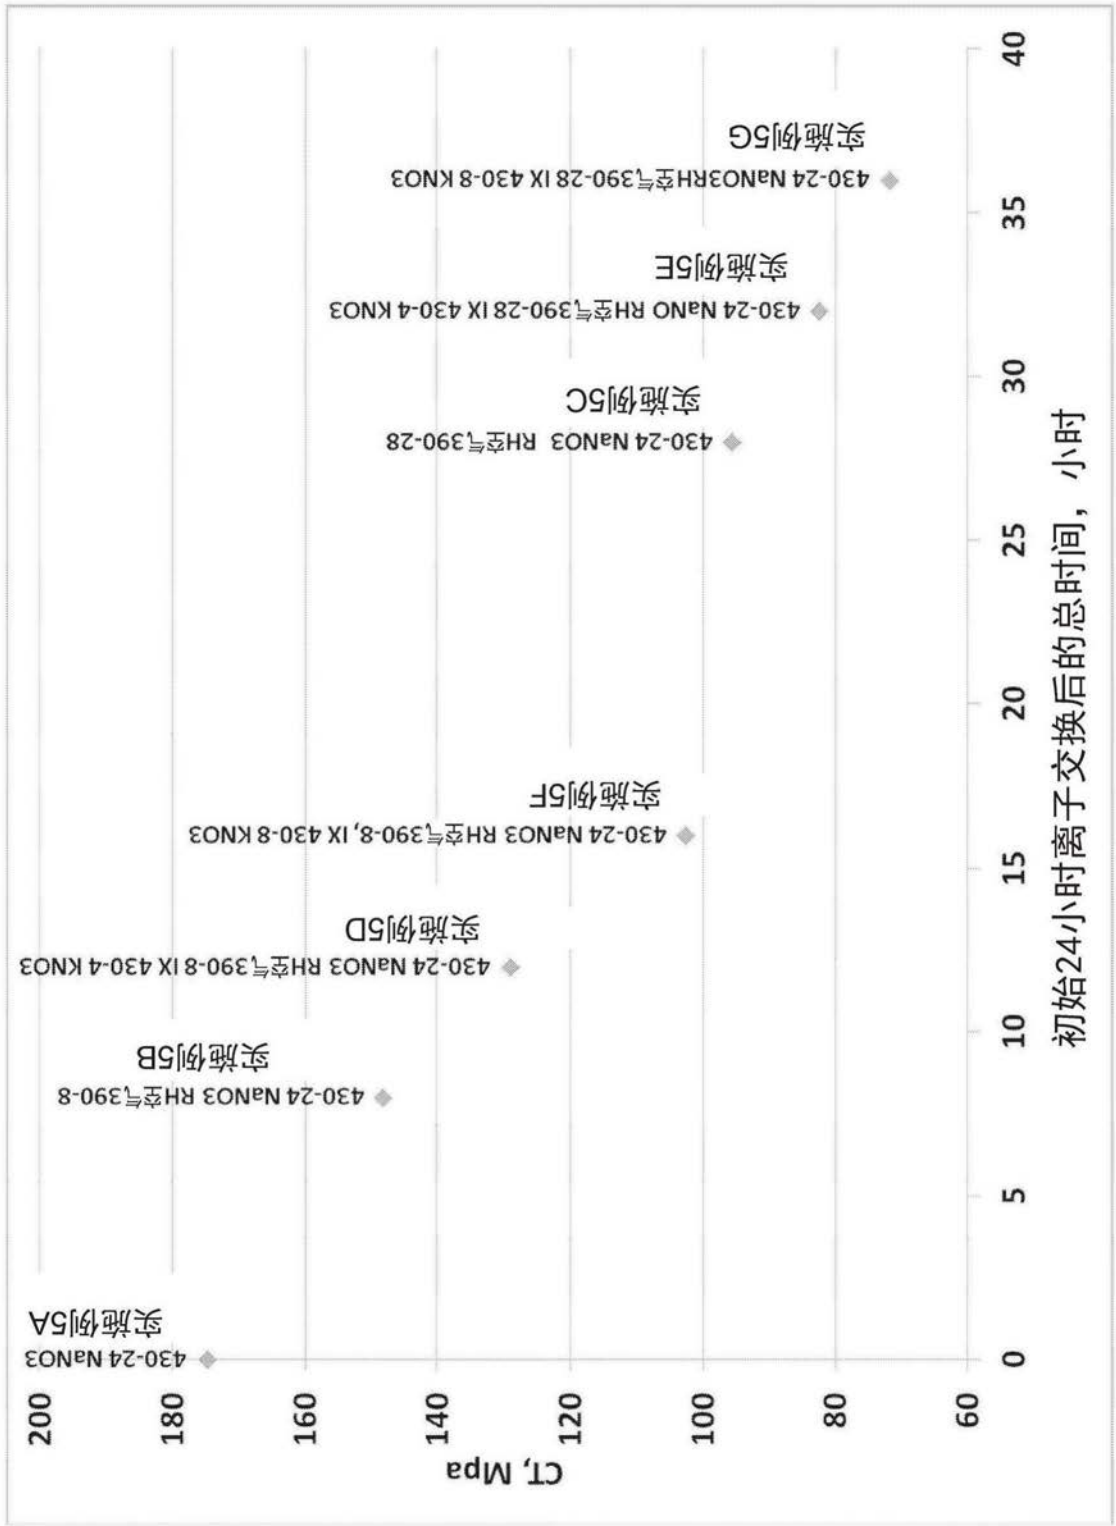 CT, Mpa
200
180
160
140
120
100
80
60
实施例5A
430-24 NaNO3
实施例5B
430-24 NaNO3 RH空气390-8
实施例5D
430-24 NaNO3 RH空气390-8 IX 430-4 KNO3
实施例5F
430-24 NaNO3 RH空气390-8, IX 430-8 KNO3
实施例5C
430-24 NaNO3 RH空气390-28
实施例5E
430-24 NaNO RH空气390-28 IX 430-4 KNO3
实施例5G
430-24 NaNO3RH空气390-28 IX 430-8 KNO3
0
5
10
15
20
25
30
35
40
初始24小时离子交换后的总时间，小时